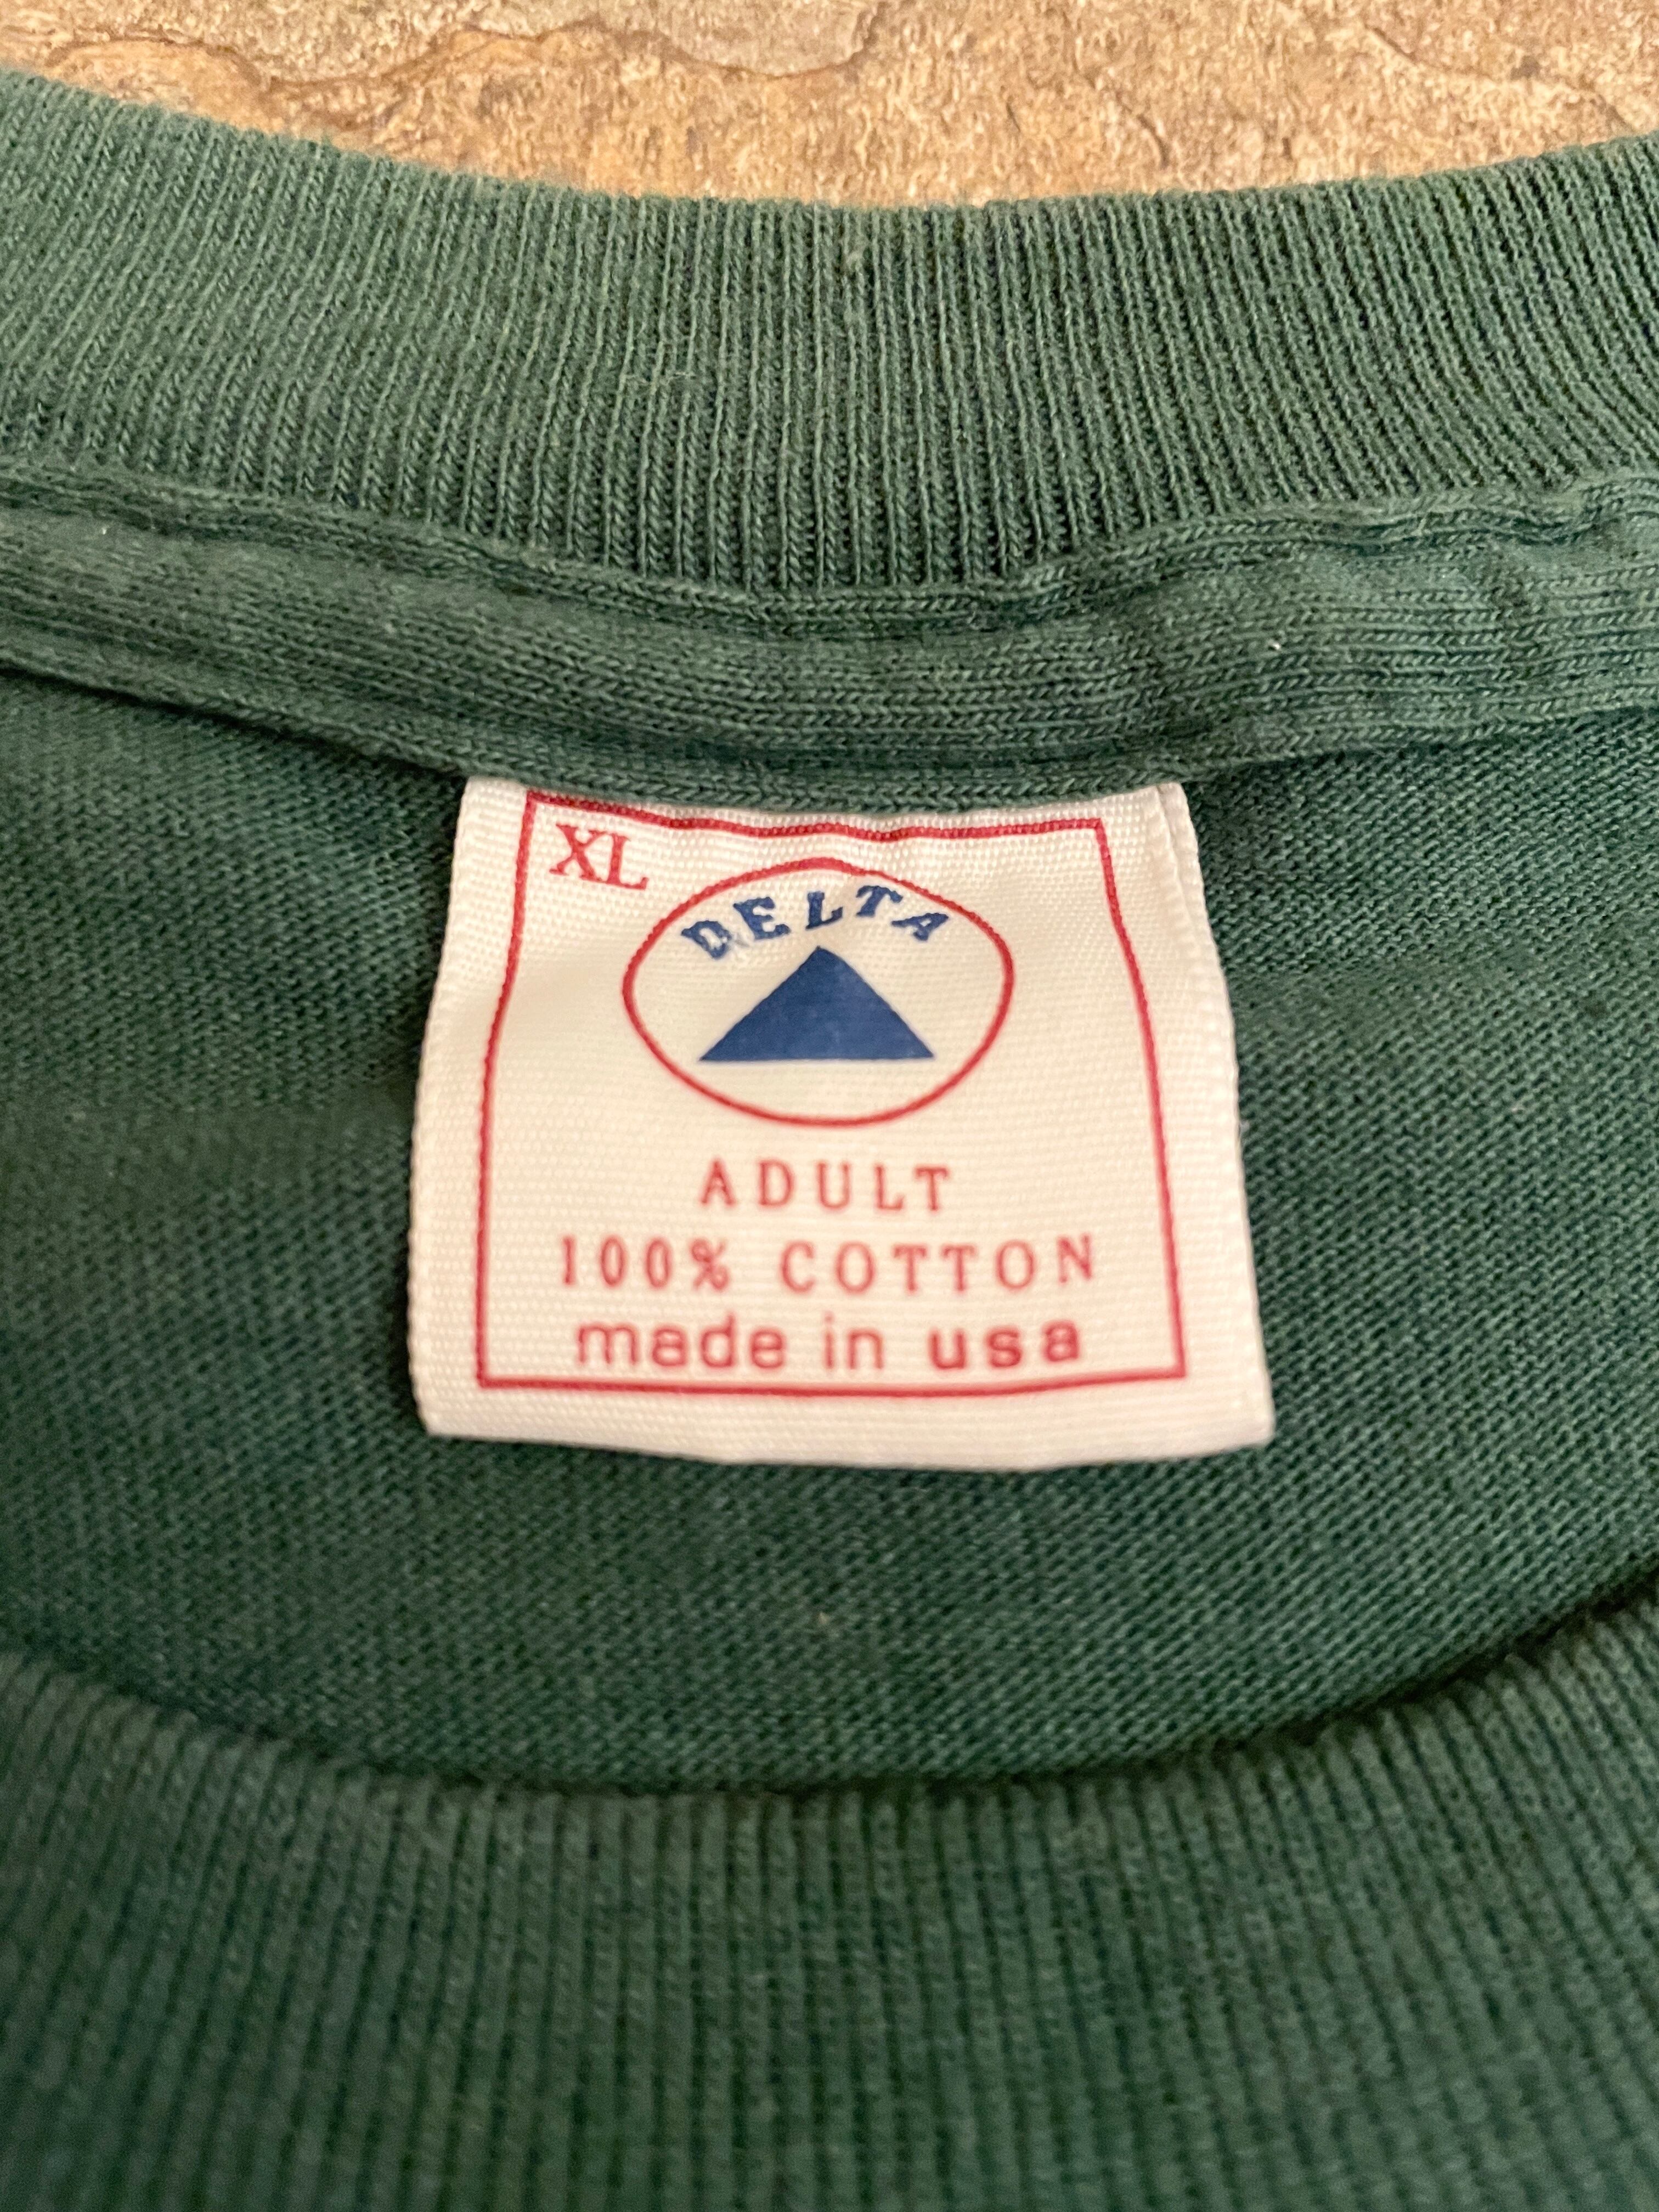 XL
DELTA
ADULT
100% COTTON
made in usa